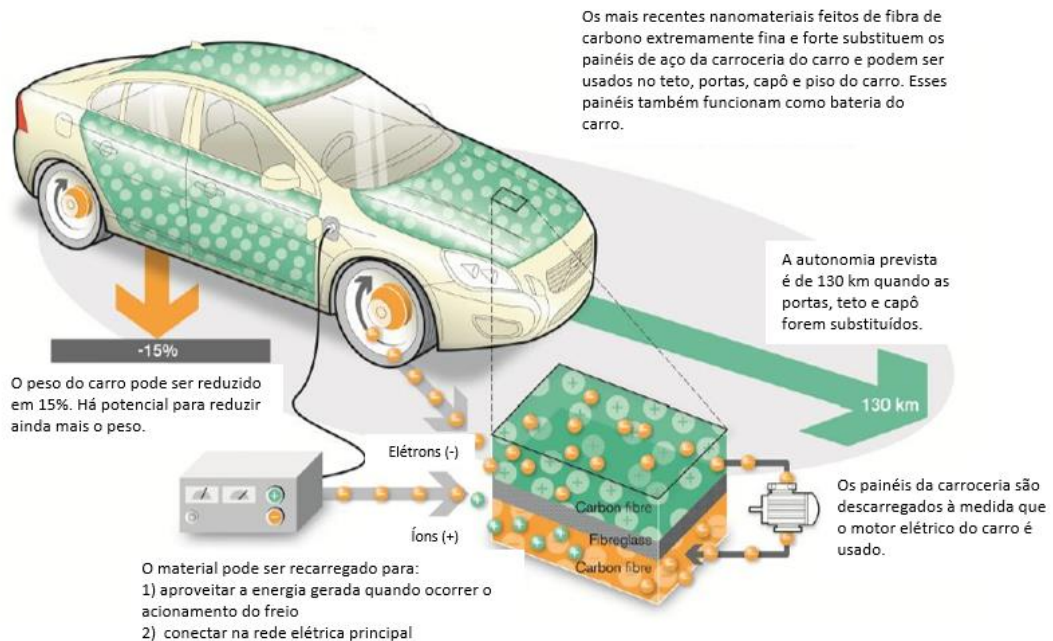 Os mais recentes nanomateriais feitos de fibra de
carbono extremamente fina e forte substituem os
painéis de aço da carroceria do carro e podem ser
usados no teto, portas, capô e piso do carro. Esses
painéis também funcionam como bateria do
carro.
A autonomia prevista
é de 130 km quando as
portas, teto e capô
forem substituídos.
-15%
O peso do carro pode ser reduzido
em 15%. Há potencial para reduzir
ainda mais o peso.
130 km
Elétrons (-)
Íons (+)
Carbon fibre
Fibreglass
Carbon fibre
Os painéis da carroceria são
descarregados à medida que
o motor elétrico do carro é
usado.
O material pode ser recarregado para:
1) aproveitar a energia gerada quando ocorrer o
acionamento do freio
2) conectar na rede elétrica principal